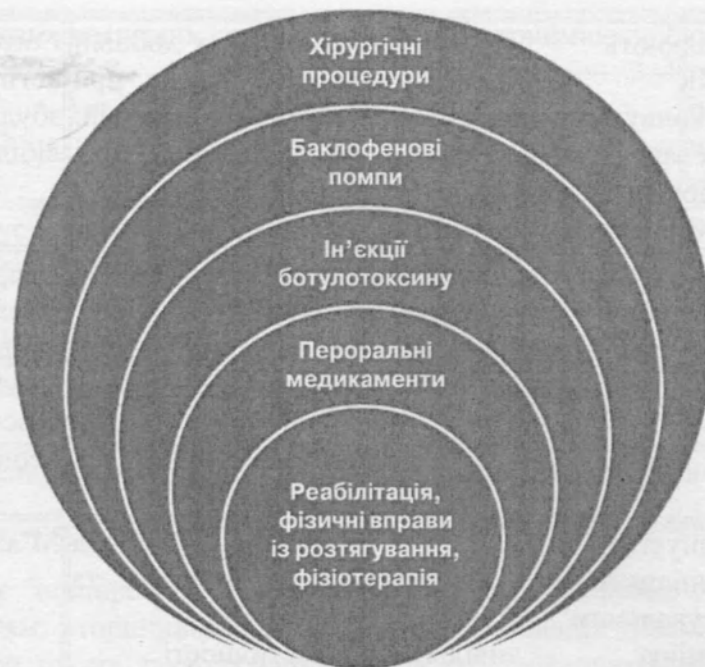 Хірургічні
процедури
Баклофенові
помпи
Ін’єкції
ботулотоксину
Пероральні
медикаменти
Реабілітація,
фізичні вправи
із розтягування,
фізіотерапія